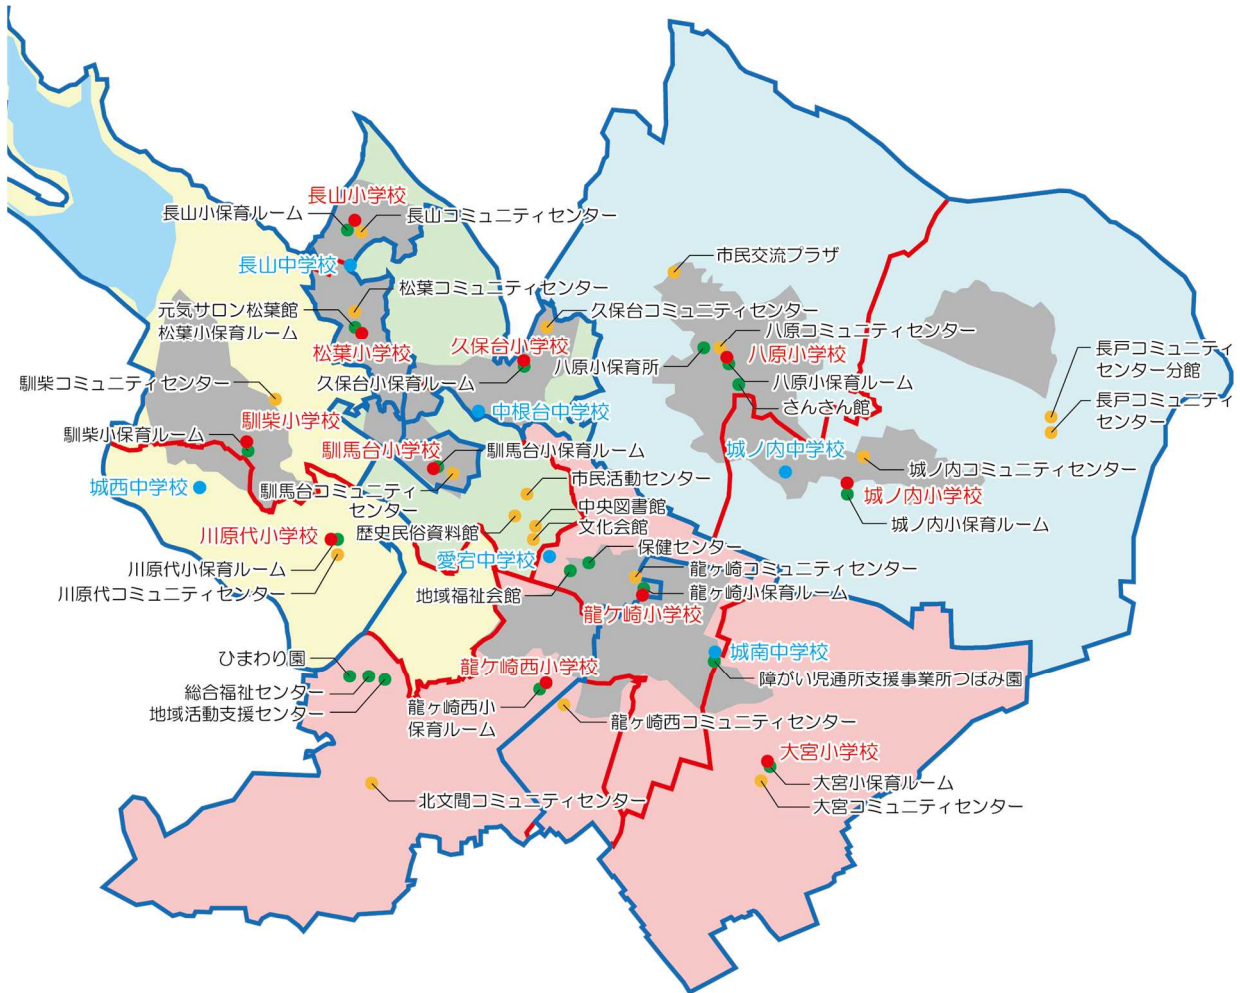 長山小学校
長山小保育ルーム
長山コミュニティセンター
長山中学校
松葉コミュニティセンター
元気サロン松葉館
松葉小保育ルーム
松葉小学校
市民交流プラザ
久保台コミュニティセンター
久保台小学校
久保台小保育ルーム
八原コミュニティセンター
八原小学校
八原小保育所
八原小保育ルーム
さんさん館
長戸コミュニティ
センター分館
長戸コミュニティ
センター
馴柴コミュニティセンター
馴柴小学校
馴柴小保育ルーム
中根台中学校
馴馬台小学校
馴馬台小保育ルーム
馴馬台コミュニティ
センター
城ノ内中学校
城ノ内コミュニティセンター
城ノ内小学校
城ノ内小保育ルーム
城西中学校
市民活動センター
中央図書館
文化会館
歴史民俗資料館
川原代小学校
川原代小保育ルーム
川原代コミュニティセンター
愛宕中学校
保健センター
地域福祉会館
龍ヶ崎コミュニティセンター
龍ヶ崎小保育ルーム
龍ケ崎小学校
ひまわり園
総合福祉センター
地域活動支援センター
龍ケ崎西小学校
龍ヶ崎西小
保育ルーム
城南中学校
障がい児通所支援事業所つぼみ園
龍ヶ崎西コミュニティセンター
大宮小学校
大宮小保育ルーム
大宮コミュニティセンター
北文間コミュニティセンター